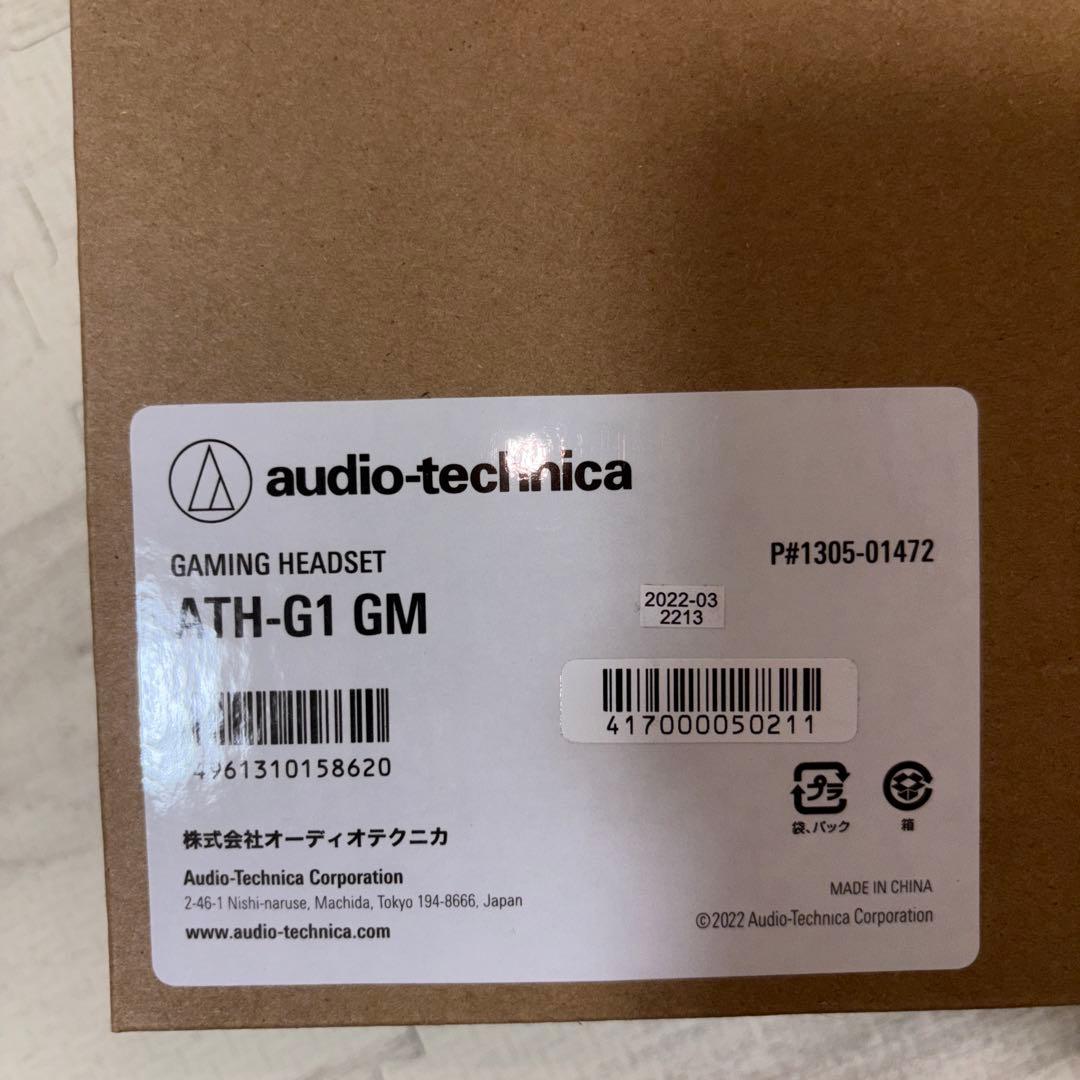 audio-technica
GAMING HEADSET
P#1305-01472
ATH-G1 GM
2022-03
2213
417000050211
4961310158620
プラ
袋、パック
箱
株式会社オーディオテクニカ
Audio-Technica Corporation
2-46-1 Nishi-naruse, Machida, Tokyo 194-8666, Japan
www.audio-technica.com
MADE IN CHINA
©2022 Audio-Technica Corporation